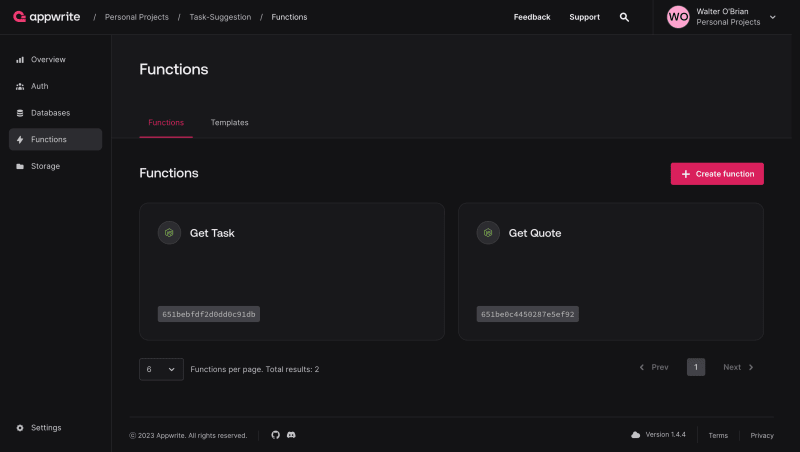 appwrite / Personal Projects / Task-Suggestion / Functions Feedback Support WO Walter O'Brian
Personal Projects
Overview
Auth
Databases
Functions
Storage
Settings
Functions
Functions Templates
Functions + Create function
Get Task
651bebfdf2d0dd0c91db
Get Quote
651be0c4450287e5ef92
6 Functions per page. Total results: 2 Prev 1 Next
© 2023 Appwrite. All rights reserved. Version 1.4.4 Terms Privacy